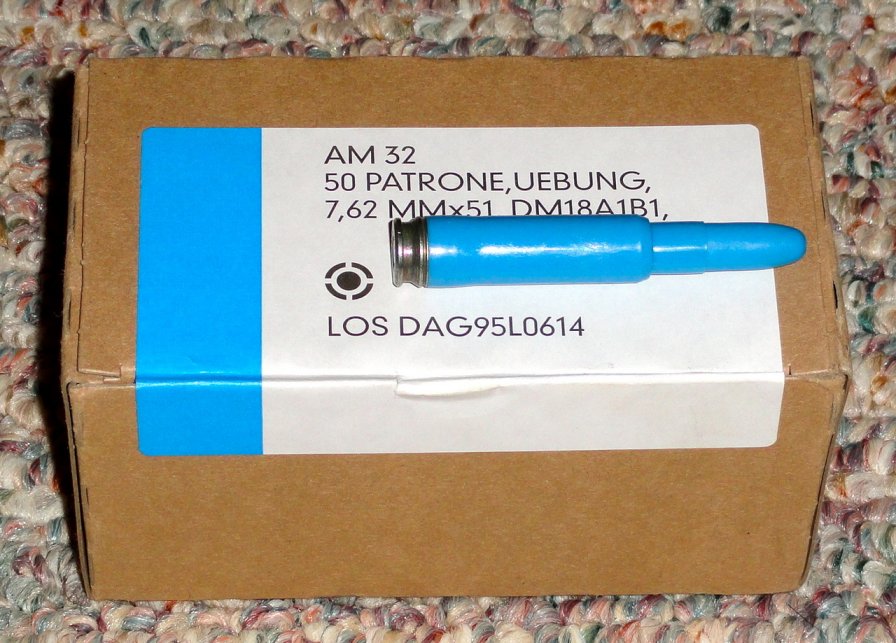 AM 32
50 PATRONE,UEBUNG,
7,62 MMx51, DM18A1B1,
LOS DAG95L0614